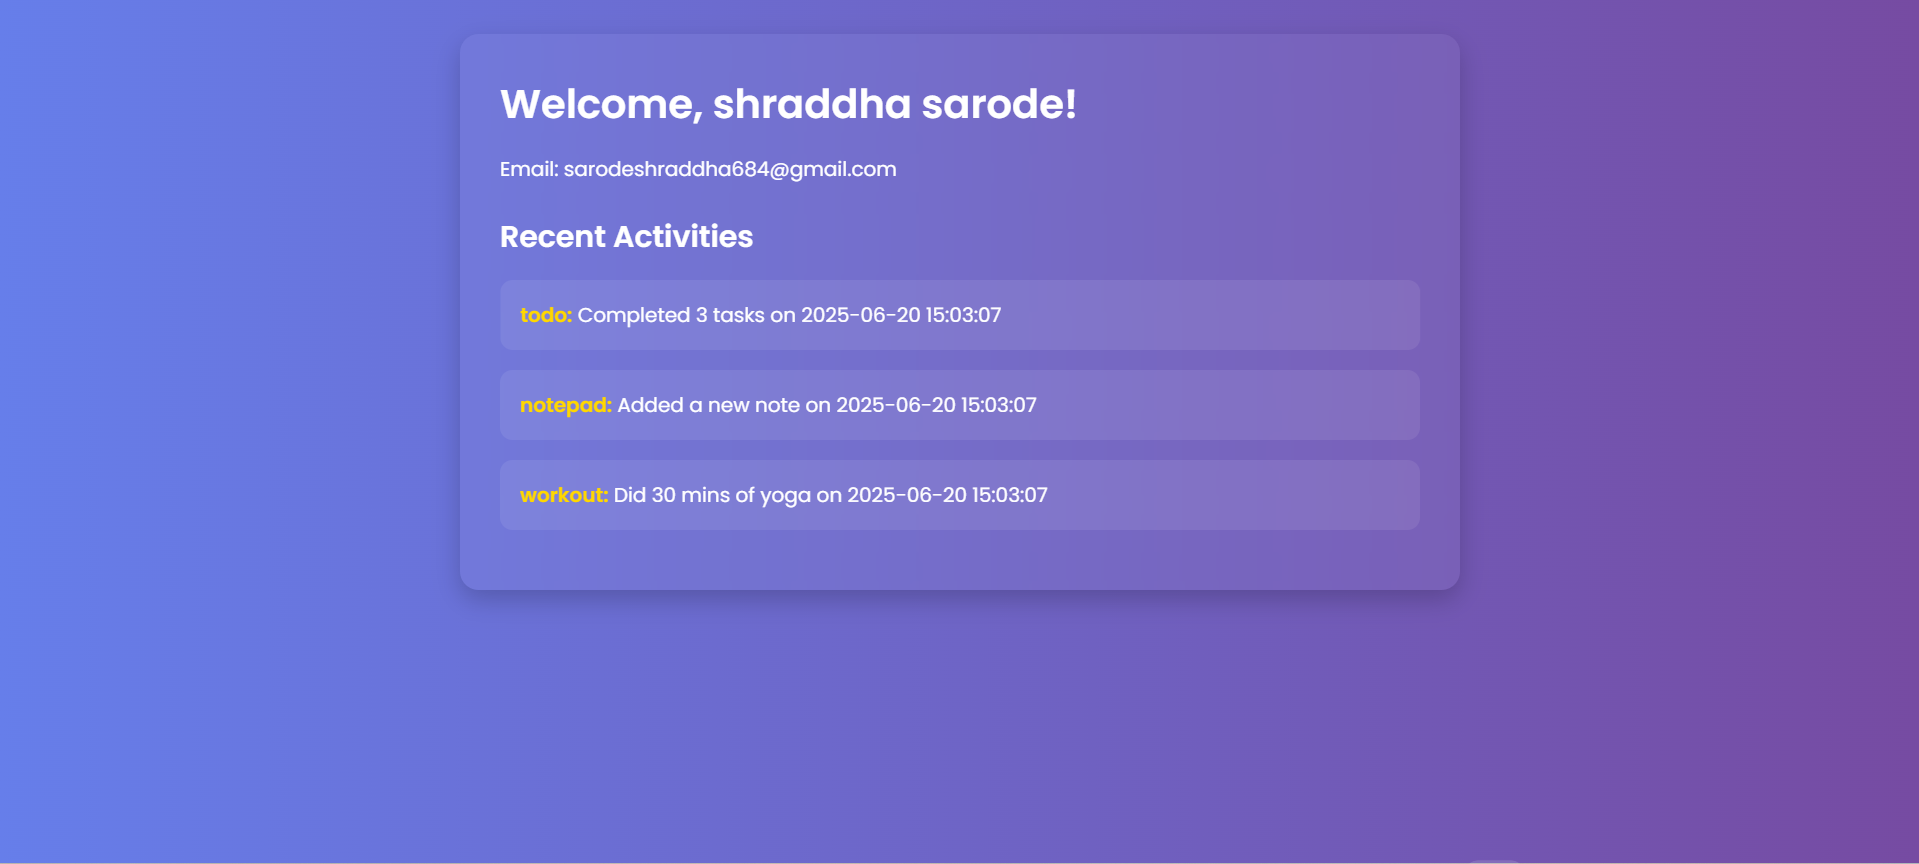 Welcome, shraddha sarode!
Email: sarodeshraddha684@gmail.com
Recent Activities
todo: Completed 3 tasks on 2025-06-20 15:03:07
notepad: Added a new note on 2025-06-20 15:03:07
workout: Did 30 mins of yoga on 2025-06-20 15:03:07